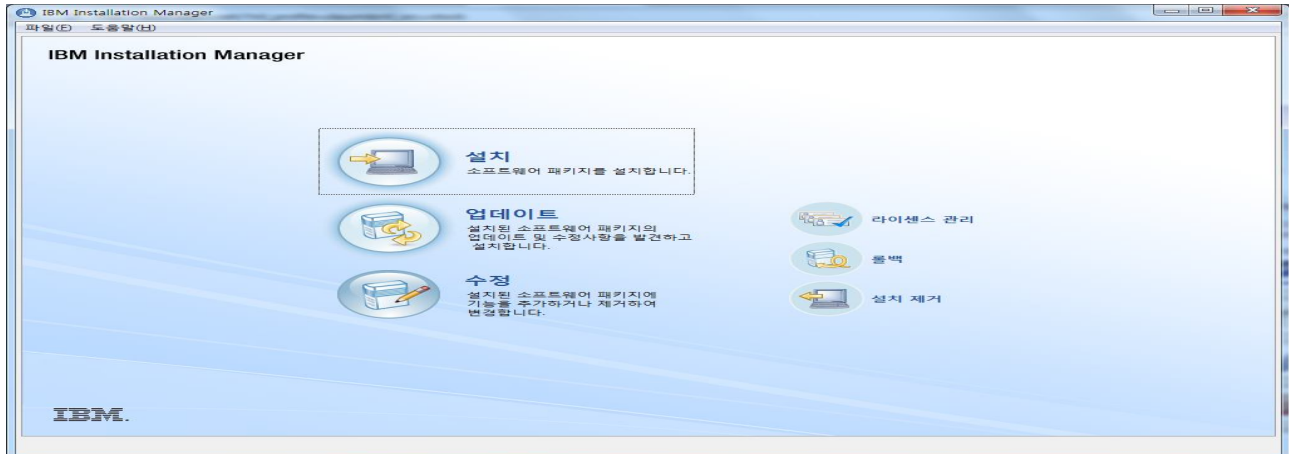 IBM Installation Manager
파일(F) 도움말(H)
IBM Installation Manager
설치
소프트웨어 패키지를 설치합니다.
업데이트
설치된 소프트웨어 패키지의
업데이트 및 수정사항을 발견하고
설치합니다.
수정
설치된 소프트웨어 패키지에
기능을 추가하거나 제거하여
변경합니다.
라이센스 관리
롤백
설치 제거
IBM.